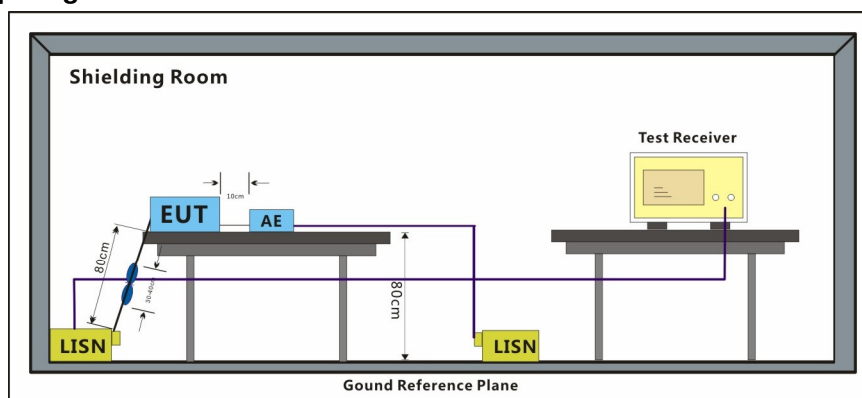 Shielding Room
Test Receiver
10cm
EUT
AE
80cm
30-40cm
80cm
LISN
LISN
Gound Reference Plane